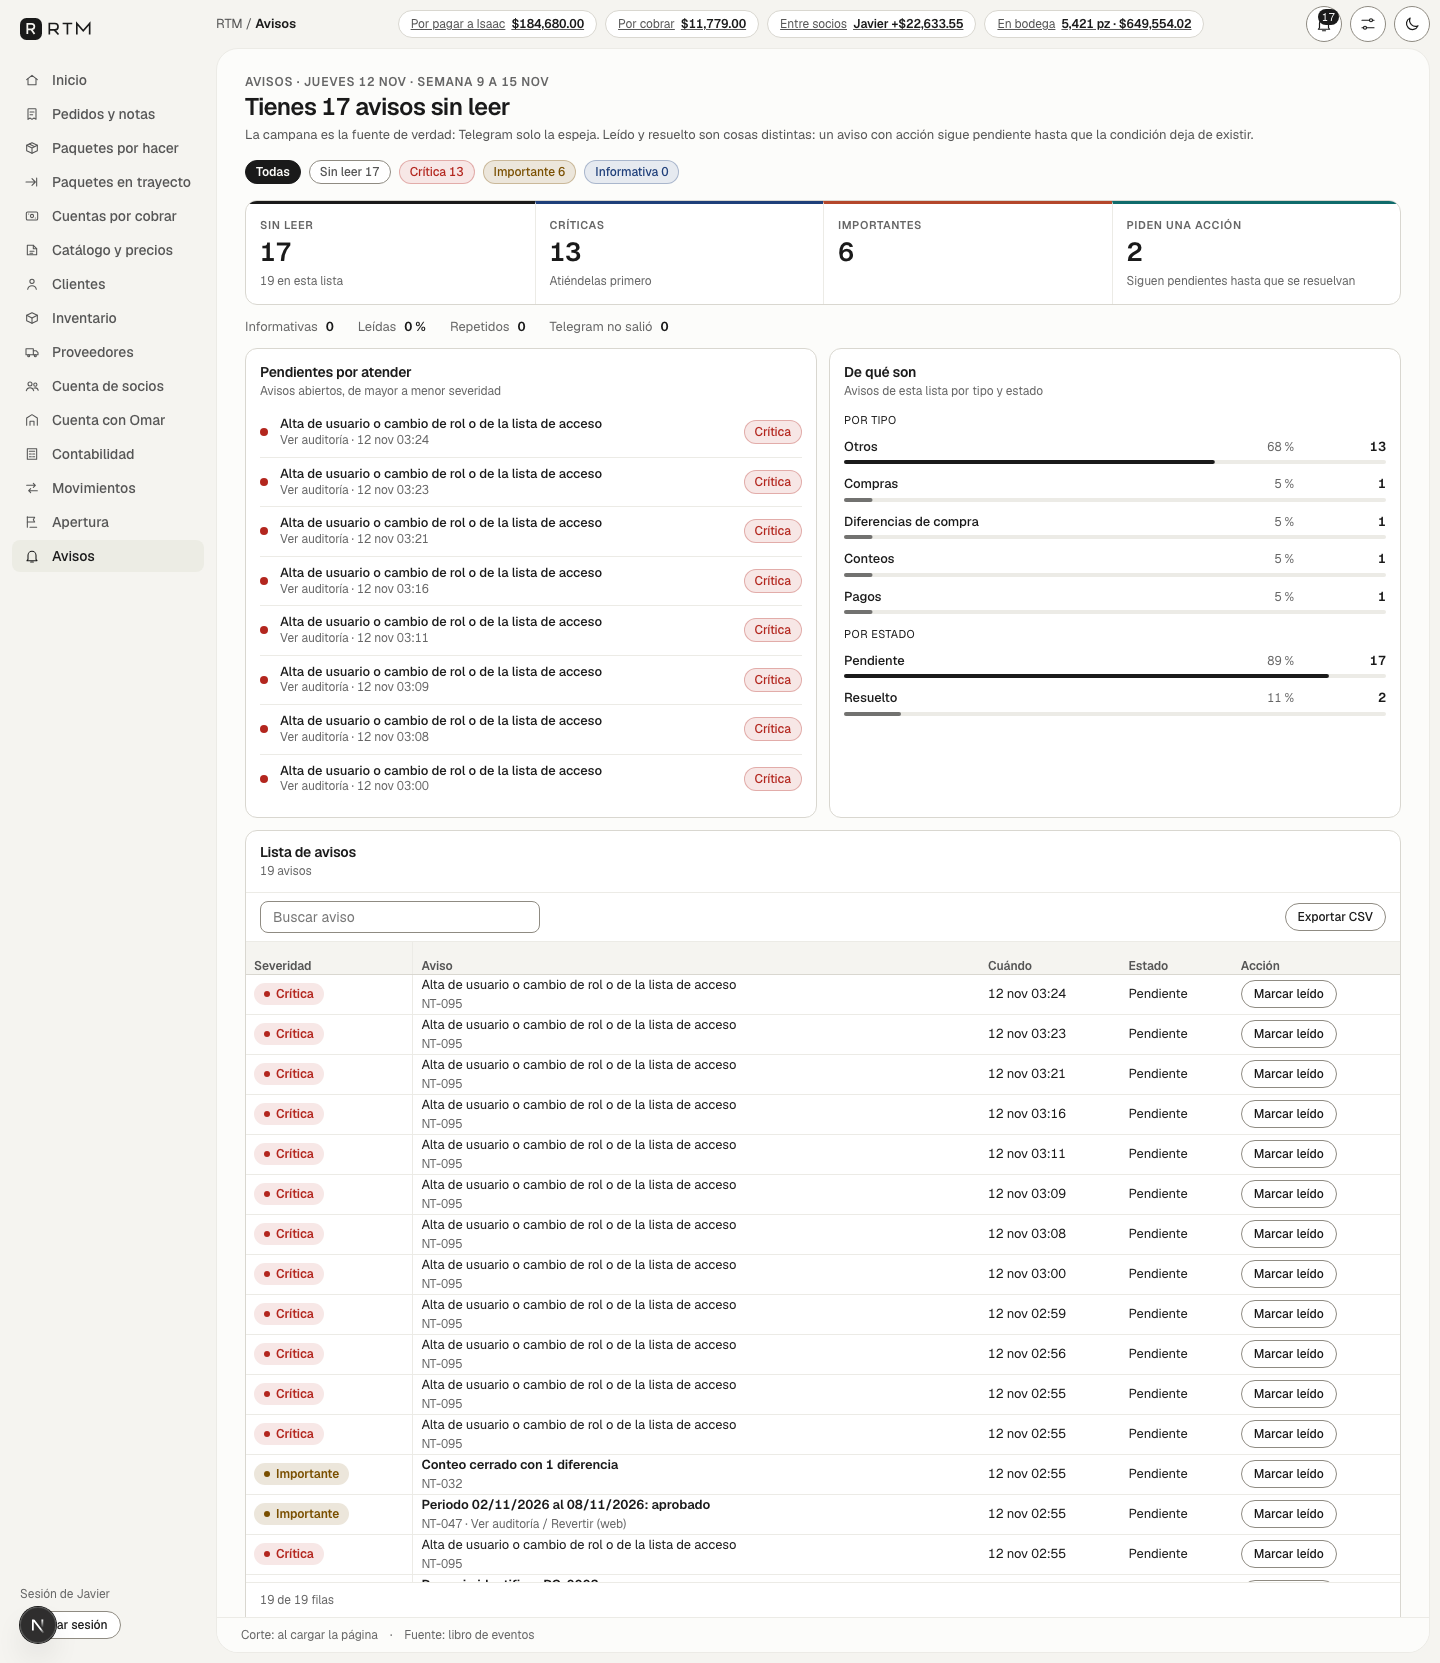 R RTM
RTM / Avisos
Por pagar a Isaac $184,680.00
Por cobrar $11,779.00
Entre socios Javier +$22,633.55
En bodega 5,421 pz · $649,554.02
17
Inicio
Pedidos y notas
Paquetes por hacer
Paquetes en trayecto
Cuentas por cobrar
Catálogo y precios
Clientes
Inventario
Proveedores
Cuenta de socios
Cuenta con Omar
Contabilidad
Movimientos
Apertura
Avisos
AVISOS · JUEVES 12 NOV · SEMANA 9 A 15 NOV
Tienes 17 avisos sin leer
La campana es la fuente de verdad: Telegram solo la espeja. Leído y resuelto son cosas distintas: un aviso con acción sigue pendiente hasta que la condición deja de existir.
Todas
Sin leer 17
Crítica 13
Importante 6
Informativa 0
SIN LEER
17
19 en esta lista
CRÍTICAS
13
Atiéndelas primero
IMPORTANTES
6
PIDEN UNA ACCIÓN
2
Siguen pendientes hasta que se resuelvan
Informativas 0
Leídas 0 %
Repetidos 0
Telegram no salió 0
Pendientes por atender
Avisos abiertos, de mayor a menor severidad
Alta de usuario o cambio de rol o de la lista de acceso
Ver auditoría · 12 nov 03:24
Crítica
Alta de usuario o cambio de rol o de la lista de acceso
Ver auditoría · 12 nov 03:23
Crítica
Alta de usuario o cambio de rol o de la lista de acceso
Ver auditoría · 12 nov 03:21
Crítica
Alta de usuario o cambio de rol o de la lista de acceso
Ver auditoría · 12 nov 03:16
Crítica
Alta de usuario o cambio de rol o de la lista de acceso
Ver auditoría · 12 nov 03:11
Crítica
Alta de usuario o cambio de rol o de la lista de acceso
Ver auditoría · 12 nov 03:09
Crítica
Alta de usuario o cambio de rol o de la lista de acceso
Ver auditoría · 12 nov 03:08
Crítica
Alta de usuario o cambio de rol o de la lista de acceso
Ver auditoría · 12 nov 03:00
Crítica
De qué son
Avisos de esta lista por tipo y estado
POR TIPO
Otros 68 % 13
Compras 5 % 1
Diferencias de compra 5 % 1
Conteos 5 % 1
Pagos 5 % 1
POR ESTADO
Pendiente 89 % 17
Resuelto 11 % 2
Lista de avisos
19 avisos
Buscar aviso
Exportar CSV
Severidad Aviso Cuándo Estado Acción
Crítica Alta de usuario o cambio de rol o de la lista de acceso 12 nov 03:24 Pendiente Marcar leído
NT-095
Crítica Alta de usuario o cambio de rol o de la lista de acceso 12 nov 03:23 Pendiente Marcar leído
NT-095
Crítica Alta de usuario o cambio de rol o de la lista de acceso 12 nov 03:21 Pendiente Marcar leído
NT-095
Crítica Alta de usuario o cambio de rol o de la lista de acceso 12 nov 03:16 Pendiente Marcar leído
NT-095
Crítica Alta de usuario o cambio de rol o de la lista de acceso 12 nov 03:11 Pendiente Marcar leído
NT-095
Crítica Alta de usuario o cambio de rol o de la lista de acceso 12 nov 03:09 Pendiente Marcar leído
NT-095
Crítica Alta de usuario o cambio de rol o de la lista de acceso 12 nov 03:08 Pendiente Marcar leído
NT-095
Crítica Alta de usuario o cambio de rol o de la lista de acceso 12 nov 03:00 Pendiente Marcar leído
NT-095
Crítica Alta de usuario o cambio de rol o de la lista de acceso 12 nov 02:59 Pendiente Marcar leído
NT-095
Crítica Alta de usuario o cambio de rol o de la lista de acceso 12 nov 02:56 Pendiente Marcar leído
NT-095
Crítica Alta de usuario o cambio de rol o de la lista de acceso 12 nov 02:55 Pendiente Marcar leído
NT-095
Crítica Alta de usuario o cambio de rol o de la lista de acceso 12 nov 02:55 Pendiente Marcar leído
NT-095
Importante Conteo cerrado con 1 diferencia 12 nov 02:55 Pendiente Marcar leído
NT-032
Importante Periodo 02/11/2026 al 08/11/2026: aprobado 12 nov 02:55 Pendiente Marcar leído
NT-047 · Ver auditoría / Revertir (web)
Crítica Alta de usuario o cambio de rol o de la lista de acceso 12 nov 02:55 Pendiente Marcar leído
NT-095
19 de 19 filas
Corte: al cargar la página · Fuente: libro de eventos
Sesión de Javier
N ar sesión